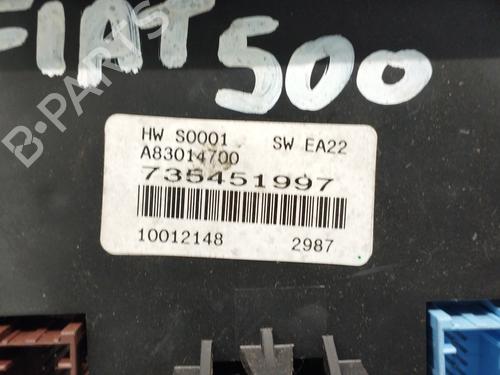 FIAT 500
B-PARTS
HW S0001 SW EA22
A83014700
735451997
10012148 2987